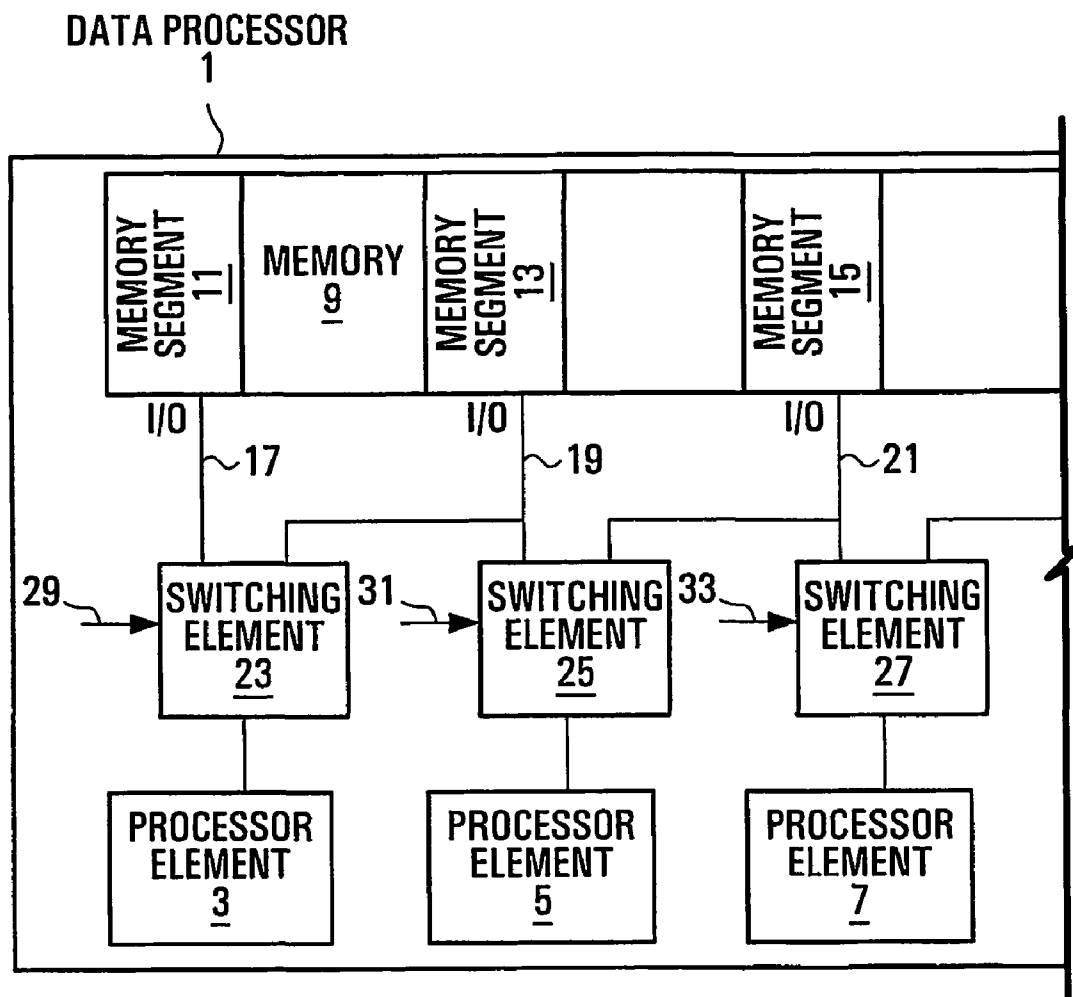 DATA PROCESSOR
1
MEMORY
SEGMENT
11
MEMORY
9
MEMORY
SEGMENT
13
MEMORY
SEGMENT
15
I/O
I/O
I/O
17
19
21
29
SWITCHING
ELEMENT
23
31
SWITCHING
ELEMENT
25
33
SWITCHING
ELEMENT
27
PROCESSOR
ELEMENT
3
PROCESSOR
ELEMENT
5
PROCESSOR
ELEMENT
7